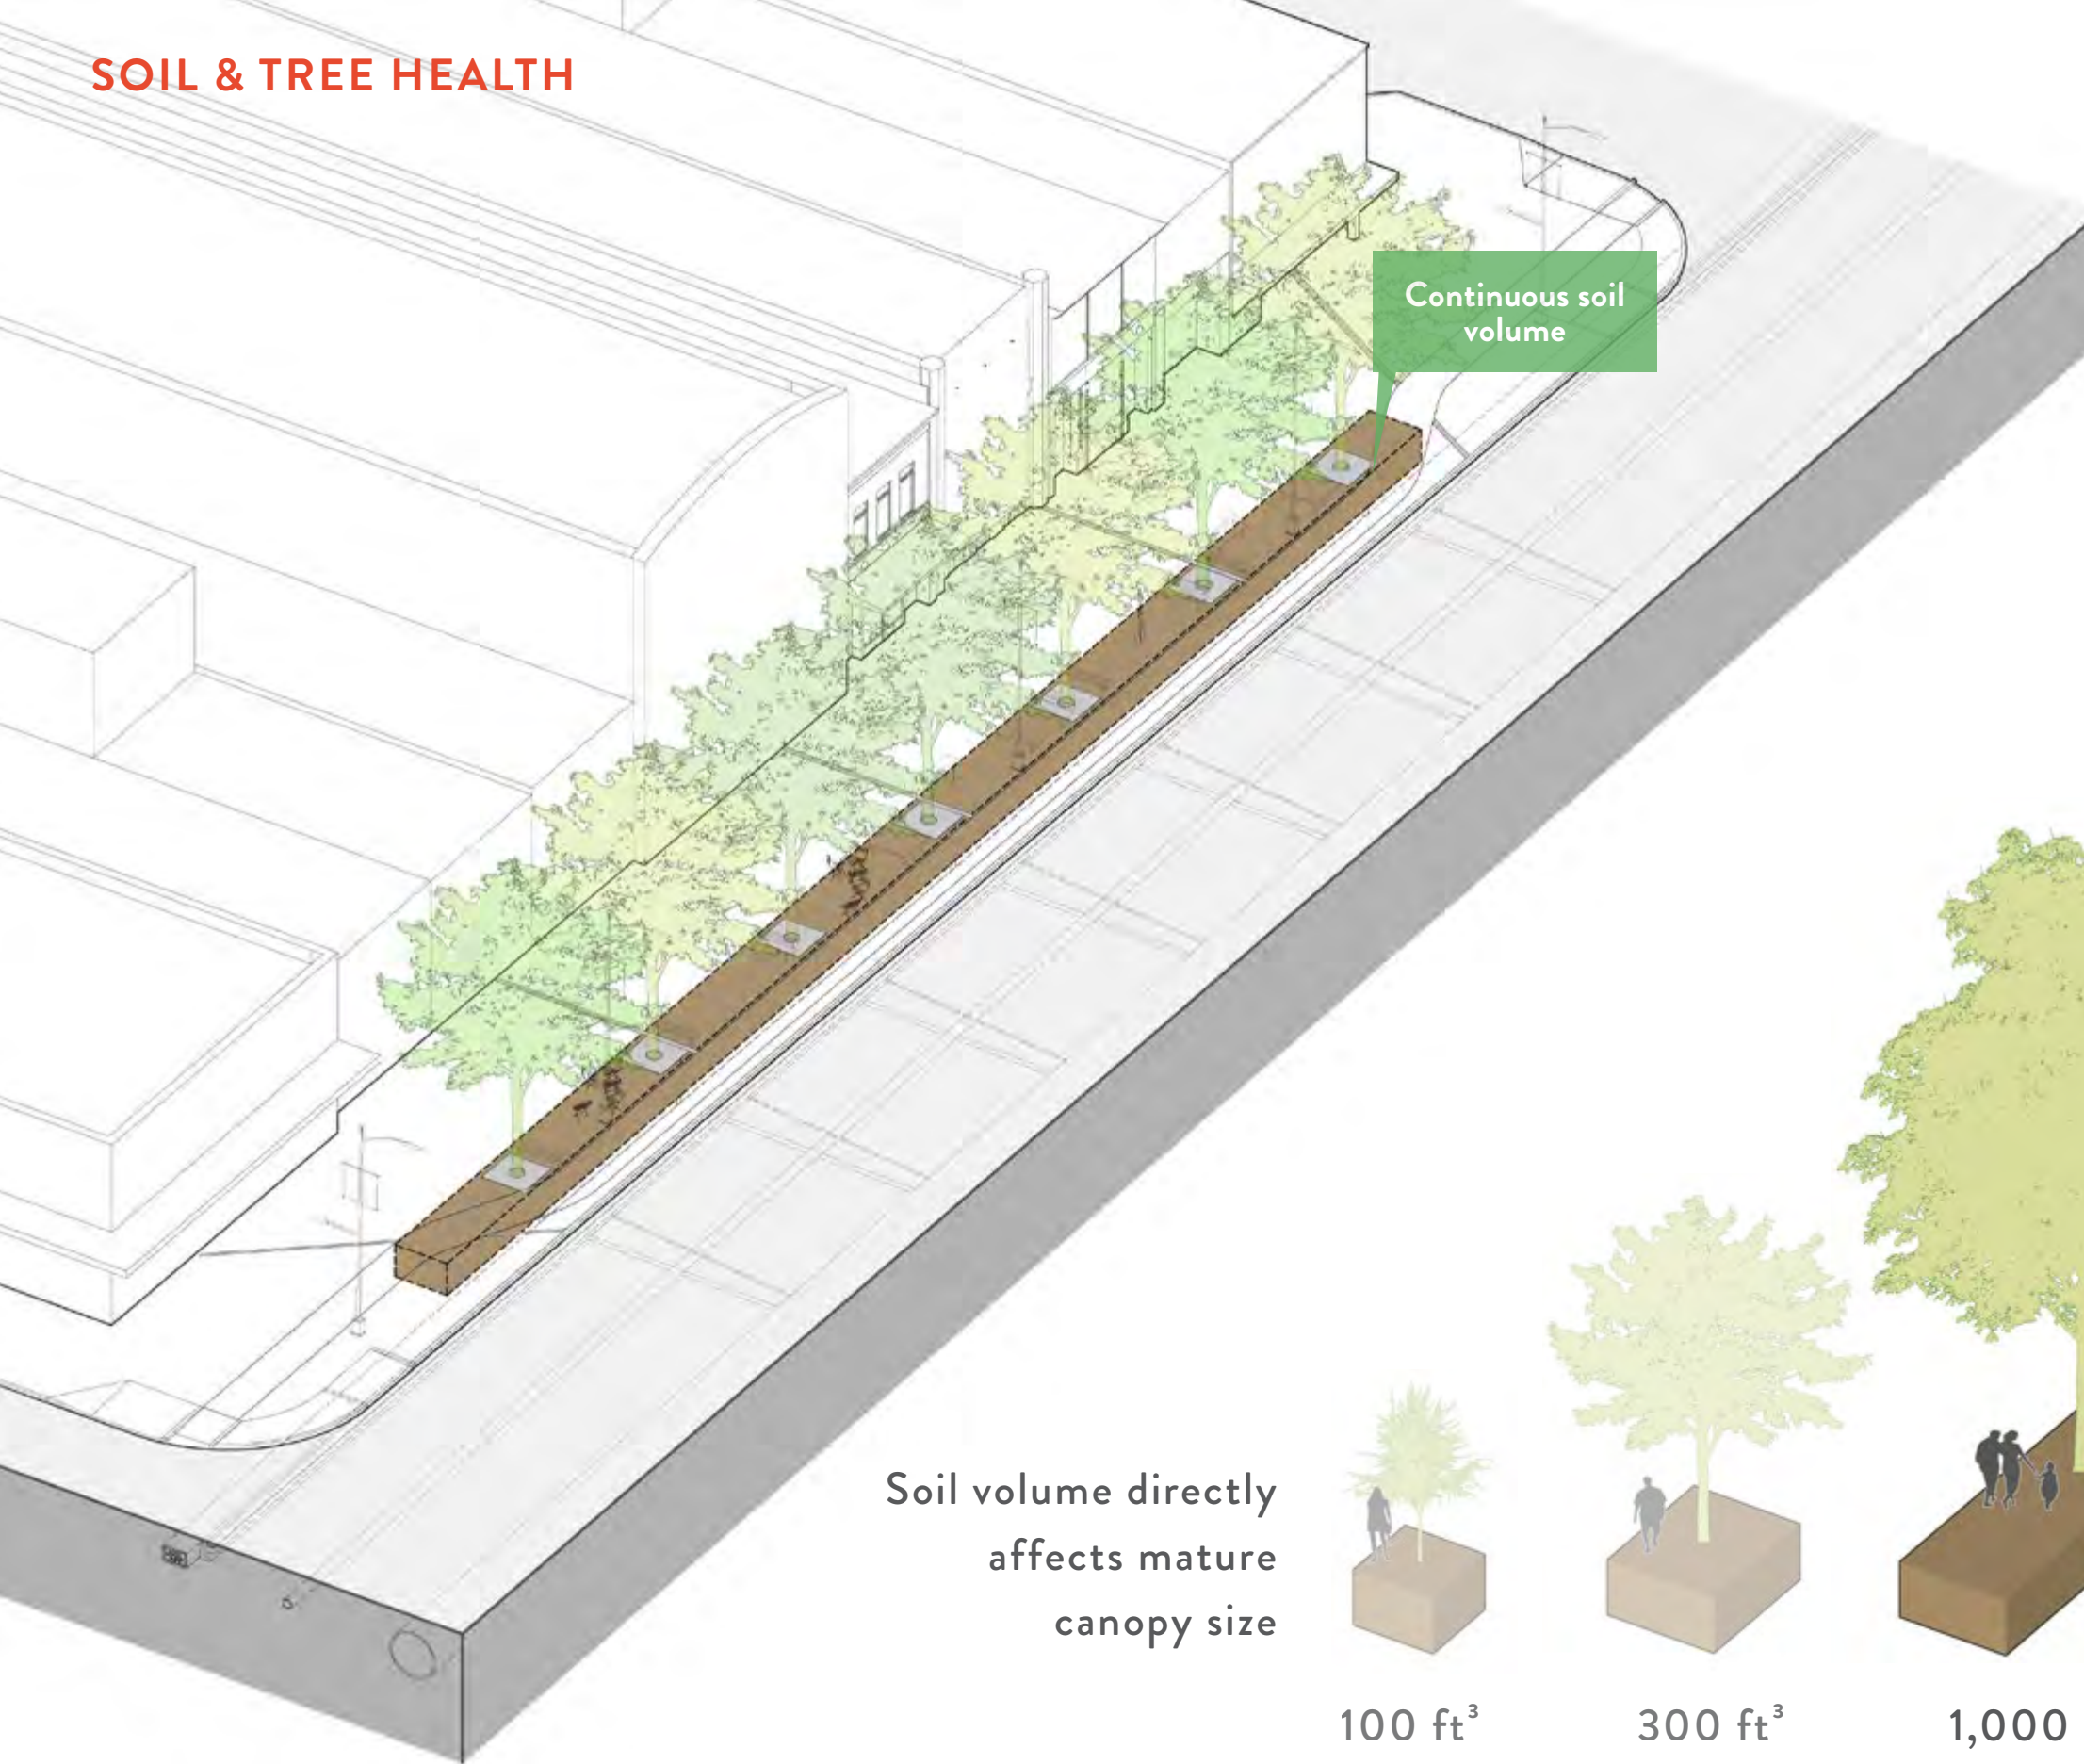 SOIL & TREE HEALTH
Continuous soil
volume
Soil volume directly
affects mature
canopy size
100 ft³
300 ft³
1,000